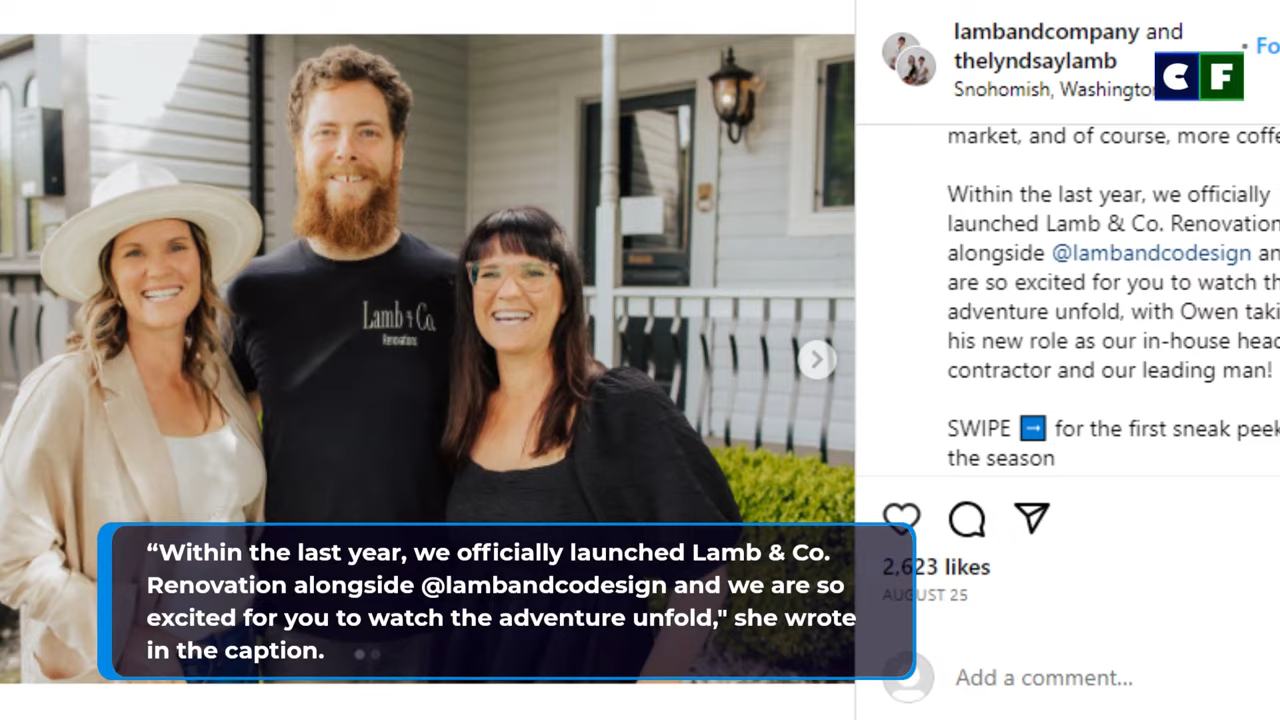 lambandcompany and
thelyndsaylamb
• Fo
Snohomish, Washingto
C F
market, and of course, more coffe
Within the last year, we officially
launched Lamb & Co. Renovation
alongside @lambandcodesign an
are so excited for you to watch th
adventure unfold, with Owen taki
his new role as our in-house head
contractor and our leading man!
SWIPE ➡ for the first sneak peek
the season
2,623 likes
AUGUST 25
Add a comment...
Lamb & Co.
Renovations
“Within the last year, we officially launched Lamb & Co.
Renovation alongside @lambandcodesign and we are so
excited for you to watch the adventure unfold," she wrote
in the caption.